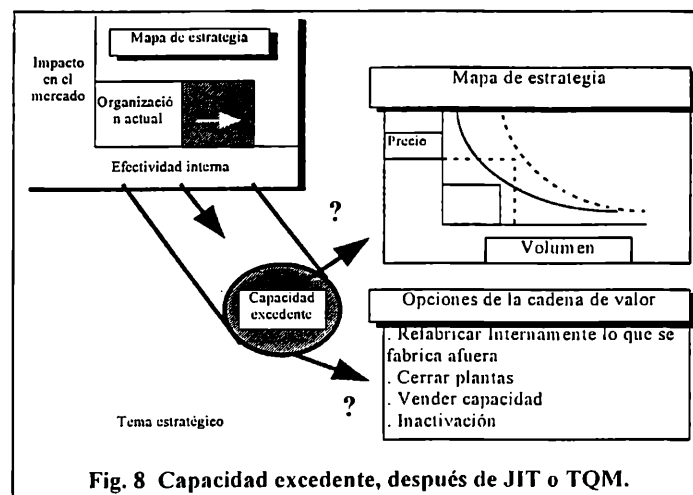 Mapa de estrategia
Impacto
en el
mercado
Organizació
n actual
Efectividad interna
?
Capacidad
excedente
?
Tema estratégico
Mapa de estrategia
Precio
Volumen
Opciones de la cadena de valor
. Refabricar Internamente lo que se
fabrica afuera
. Cerrar plantas
. Vender capacidad
. Inactivación
Fig. 8 Capacidad excedente, después de JIT o TQM.